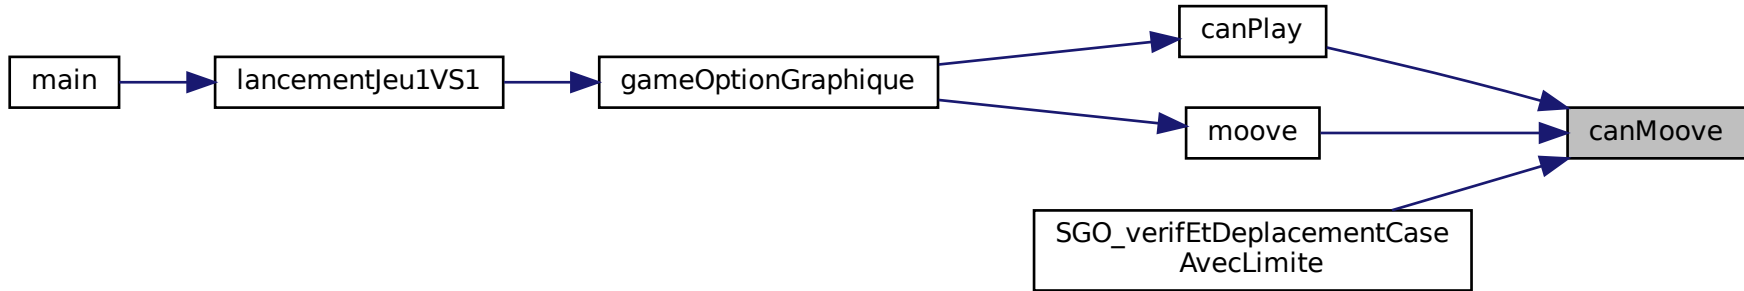 main
lancementJeu1VS1
gameOptionGraphique
canPlay
moove
SGO_verifEtDeplacementCase
AvecLimite
canMoove